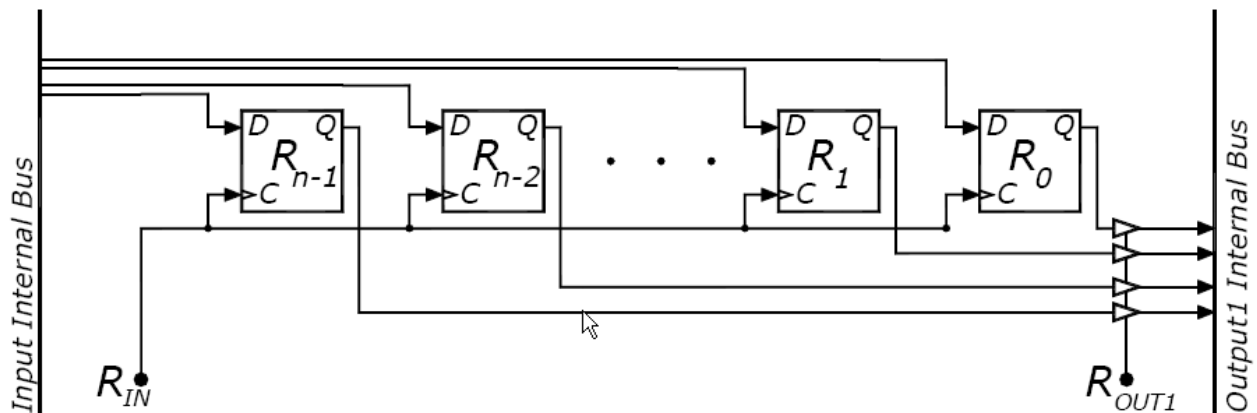 Input Internal Bus
D Q
R n-1
C
D Q
R n-2
C
. . .
D Q
R 1
C
D Q
R 0
C
R IN
R OUT1
Output1 Internal Bus